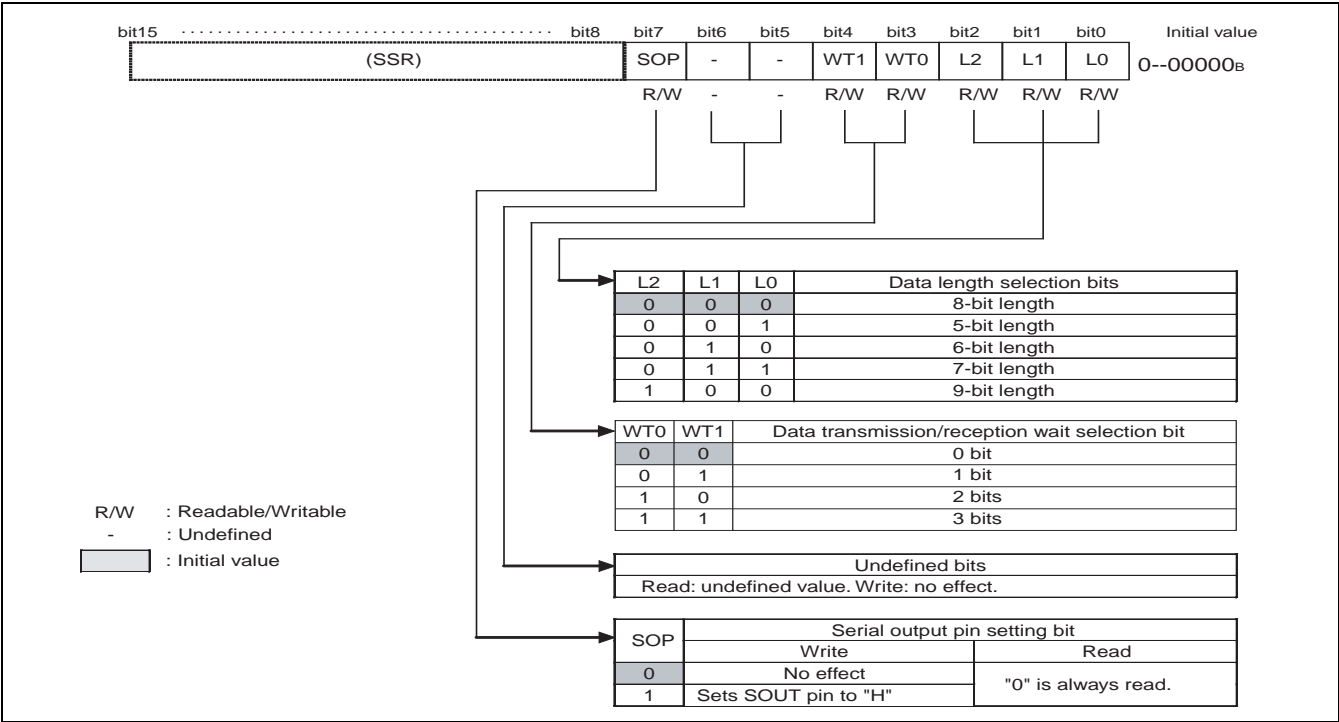 bit15 ........................................ bit8 bit7 bit6 bit5 bit4 bit3 bit2 bit1 bit0 Initial value
(SSR) SOP - - WT1 WT0 L2 L1 L0 0--00000B
R/W - - R/W R/W R/W R/W R/W
L2 L1 L0 Data length selection bits
0 0 0 8-bit length
0 0 1 5-bit length
0 1 0 6-bit length
0 1 1 7-bit length
1 0 0 9-bit length
WT0 WT1 Data transmission/reception wait selection bit
0 0 0 bit
0 1 1 bit
1 0 2 bits
1 1 3 bits
R/W : Readable/Writable
- : Undefined
: Initial value
Undefined bits
Read: undefined value. Write: no effect.
SOP Serial output pin setting bit
Write Read
0 No effect "0" is always read.
1 Sets SOUT pin to "H"